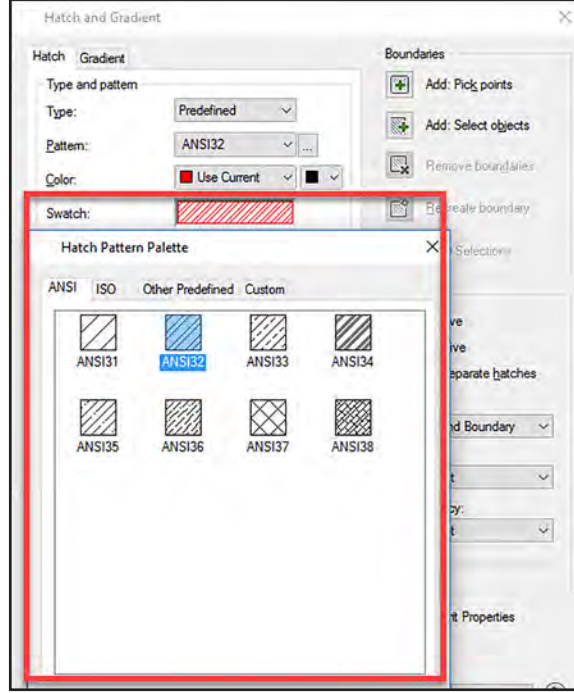 Hatch and Gradient
Hatch Gradient
Type and pattern
Type: Predefined
Pattern: ANSI32
...
Color: Use Current
Swatch:
Boundaries
Add: Pick points
Add: Select objects
Remove boundaries
Recreate boundary
Selections
Hatch Pattern Palette
ANSI ISO Other Predefined Custom
ANSI31 ANSI32 ANSI33 ANSI34
ANSI35 ANSI36 ANSI37 ANSI38
ve
ve
eparate hatches
d Boundary
t
cy:
t
t Properties